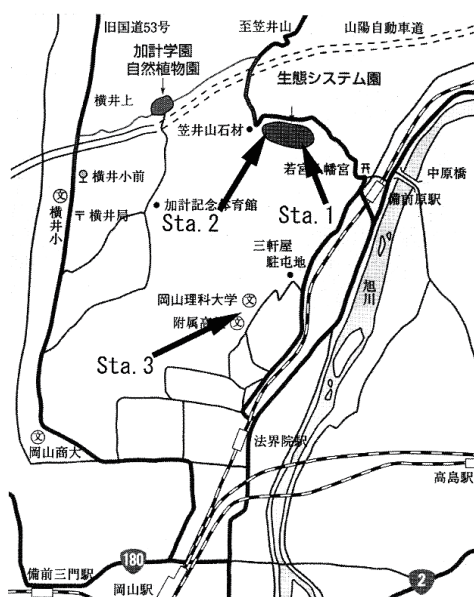 旧国道53号
至笠井山
山陽自動車道
加計学園
自然植物園
生態システム園
横井上
笠井山石材
若宮八幡宮
中原橋
横井小前
備前原駅
文
横井小
〒横井局
加計記念体育館
Sta. 2
Sta. 1
三軒屋
駐屯地
旭川
岡山理科大学 文
附属高校 文
Sta. 3
文
岡山商大
法界院駅
高島駅
180
備前三門駅
岡山駅
2